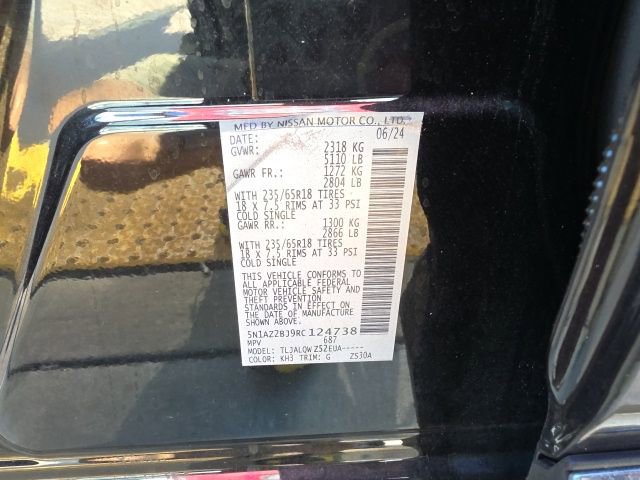 MFD BY NISSAN MOTOR CO., LTD.
DATE: 06/24
GVWR: 2318 KG
5110 LB
GAWR FR.: 1272 KG
2804 LB
WITH 235/65R18 TIRES
18 X 7.5 RIMS AT 33 PSI
COLD SINGLE
GAWR RR.: 1300 KG
2866 LB
WITH 235/65R18 TIRES
18 X 7.5 RIMS AT 33 PSI
COLD SINGLE
THIS VEHICLE CONFORMS TO
ALL APPLICABLE FEDERAL
MOTOR VEHICLE SAFETY AND
THEFT PREVENTION
STANDARDS IN EFFECT ON
THE DATE OF MANUFACTURE
SHOWN ABOVE.
5N1AZ2BJ9RC124738
MPV 687
MODEL: TLJALOWZ52EUA-----
COLOR: KH3 TRIM: G ZS30A